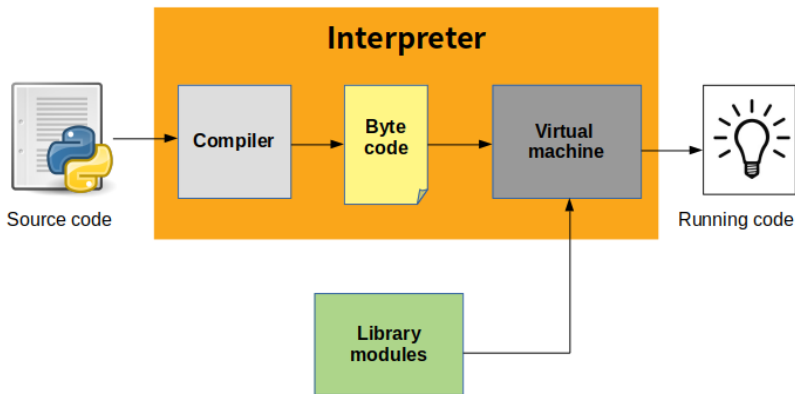 Interpreter
Source code
Compiler
Byte
code
Virtual
machine
Running code
Library
modules